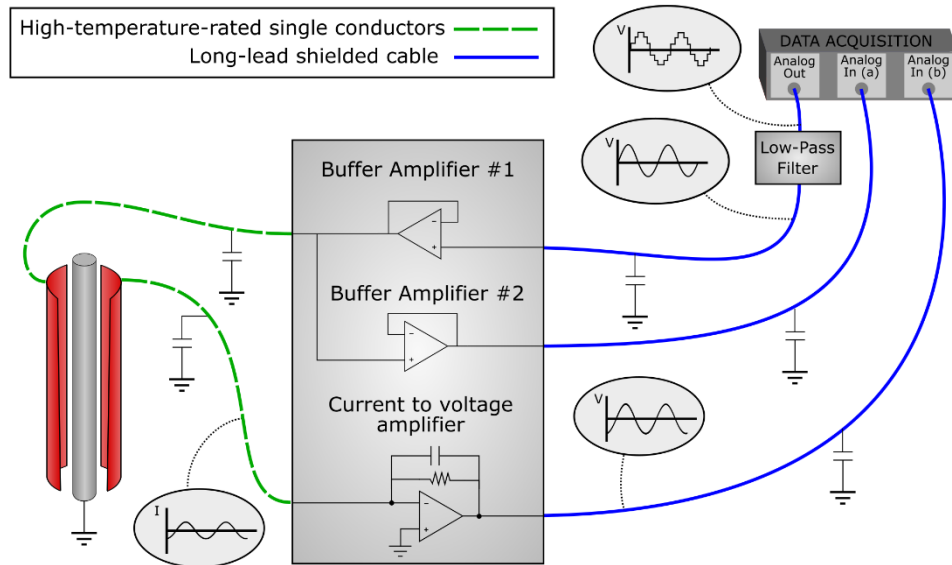 High-temperature-rated single conductors
Long-lead shielded cable
V
DATA ACQUISITION
Analog
Out
Analog
In (a)
Analog
In (b)
V
Low-Pass
Filter
Buffer Amplifier #1
-
+
Buffer Amplifier #2
-
+
Current to voltage
amplifier
-
+
V
I